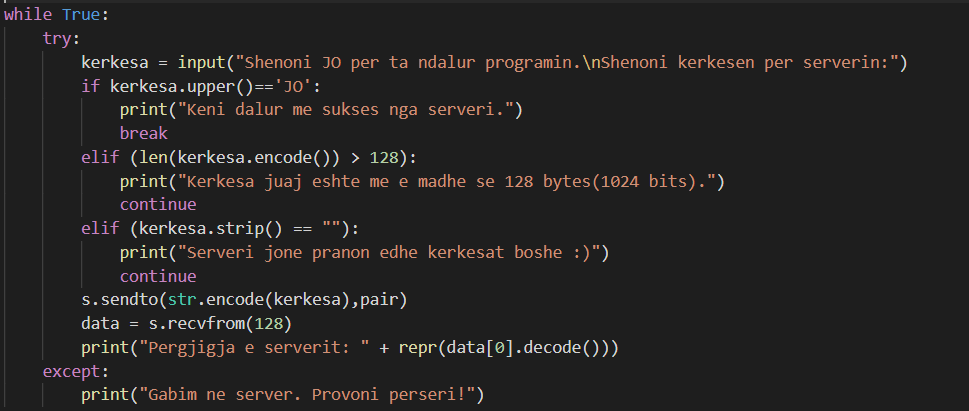 while True:
    try:
        kerkesa = input("Shenoni JO per ta ndalur programin.\nShenoni kerkesen per serverin:")
        if kerkesa.upper()=='JO':
            print("Keni dalur me sukses nga serveri.")
            break
        elif (len(kerkesa.encode()) > 128):
            print("Kerkesa juaj eshte me e madhe se 128 bytes(1024 bits).")
            continue
        elif (kerkesa.strip() == ""):
            print("Serveri jone pranon edhe kerkesat boshe :)")
            continue
        s.sendto(str.encode(kerkesa),pair)
        data = s.recvfrom(128)
        print("Pergjigja e serverit: " + repr(data[0].decode()))
    except:
        print("Gabim ne server. Provoni perseri!")